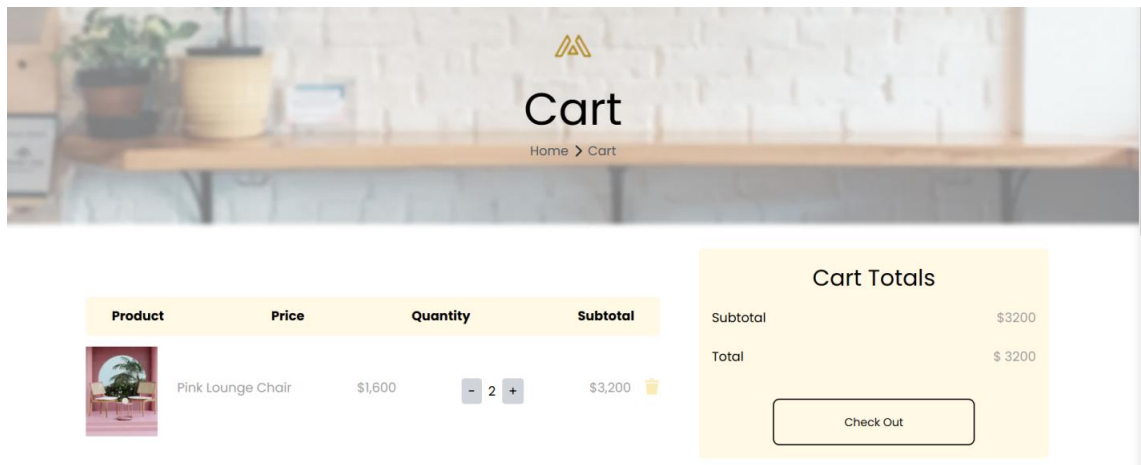 Cart
Home > Cart
Product Price Quantity Subtotal
Pink Lounge Chair $1,600 - 2 + $3,200
Cart Totals
Subtotal $3200
Total $ 3200
Check Out